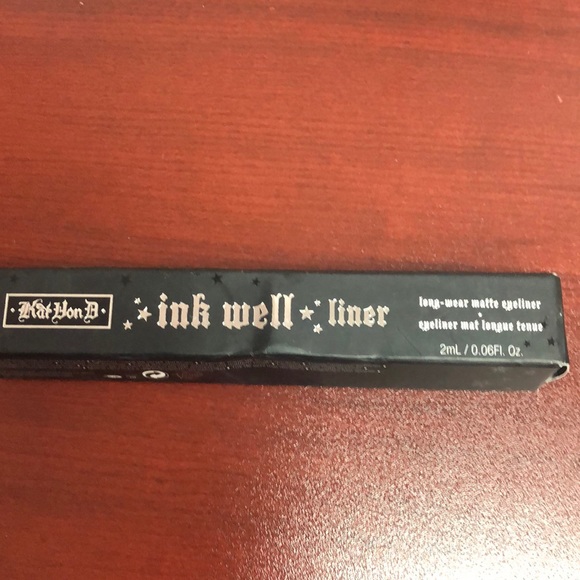 Kat Von D
ink well liner
long-wear matte eyeliner
eyeliner mat longue tenue
2mL / 0.06Fl. Oz.